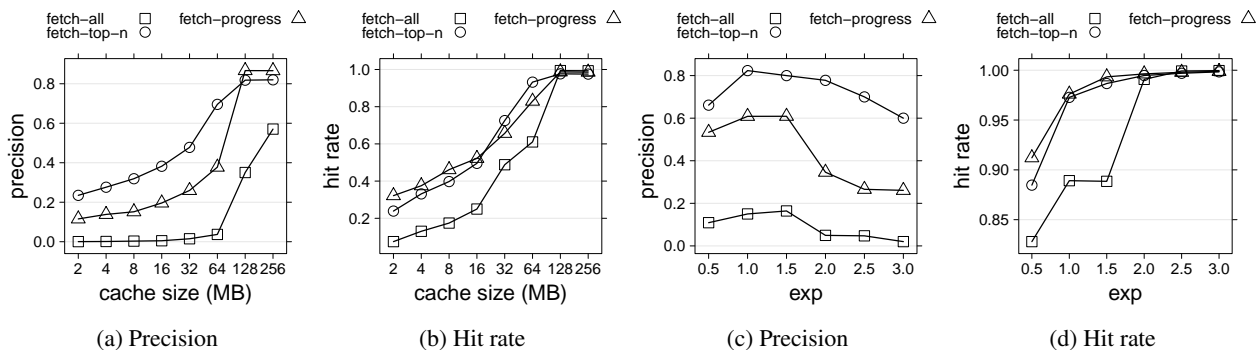 fetch−all fetch−progress
fetch−top−n
precision
0.8
0.6
0.4
0.2
0.0
2 4 8 16 32 64 128 256
cache size (MB)
(a) Precision
fetch−all fetch−progress
fetch−top−n
hit rate
1.0
0.8
0.6
0.4
0.2
2 4 8 16 32 64 128 256
cache size (MB)
(b) Hit rate
fetch−all fetch−progress
fetch−top−n
precision
0.8
0.6
0.4
0.2
0.0
0.5 1.0 1.5 2.0 2.5 3.0
exp
(c) Precision
fetch−all fetch−progress
fetch−top−n
hit rate
1.00
0.95
0.90
0.85
0.5 1.0 1.5 2.0 2.5 3.0
exp
(d) Hit rate